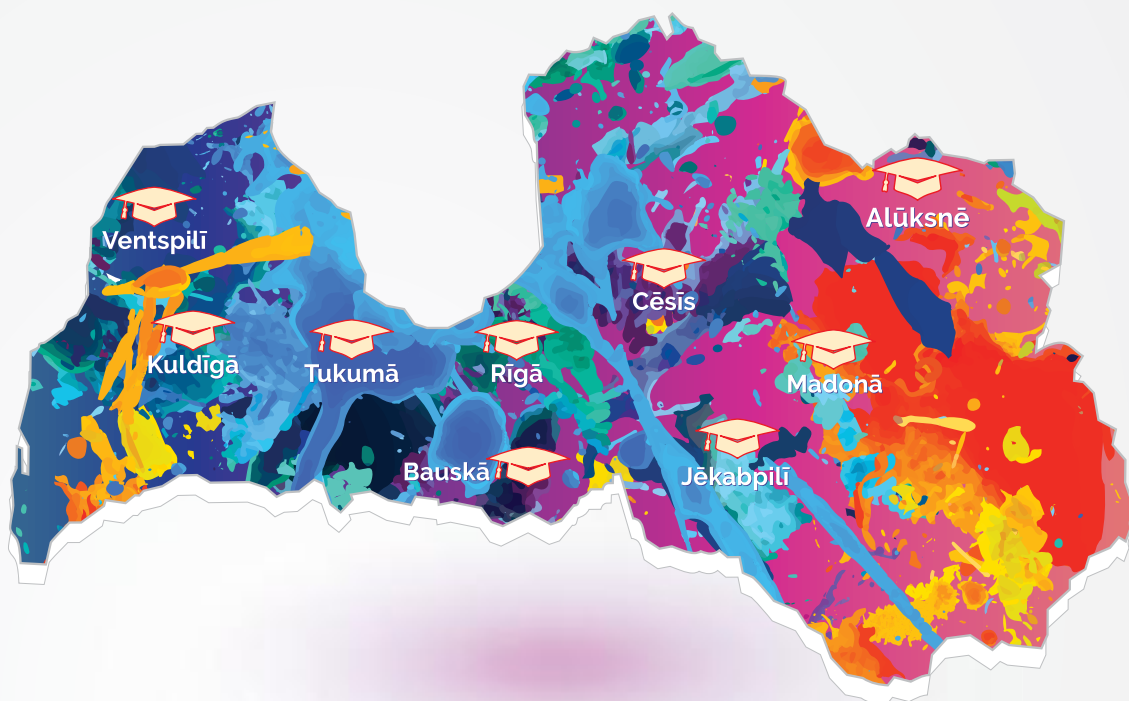 Alūksnē
Ventspilī
Cēsīs
Kuldīgā
Tukumā
Rīgā
Madonā
Bauskā
Jēkabpilī